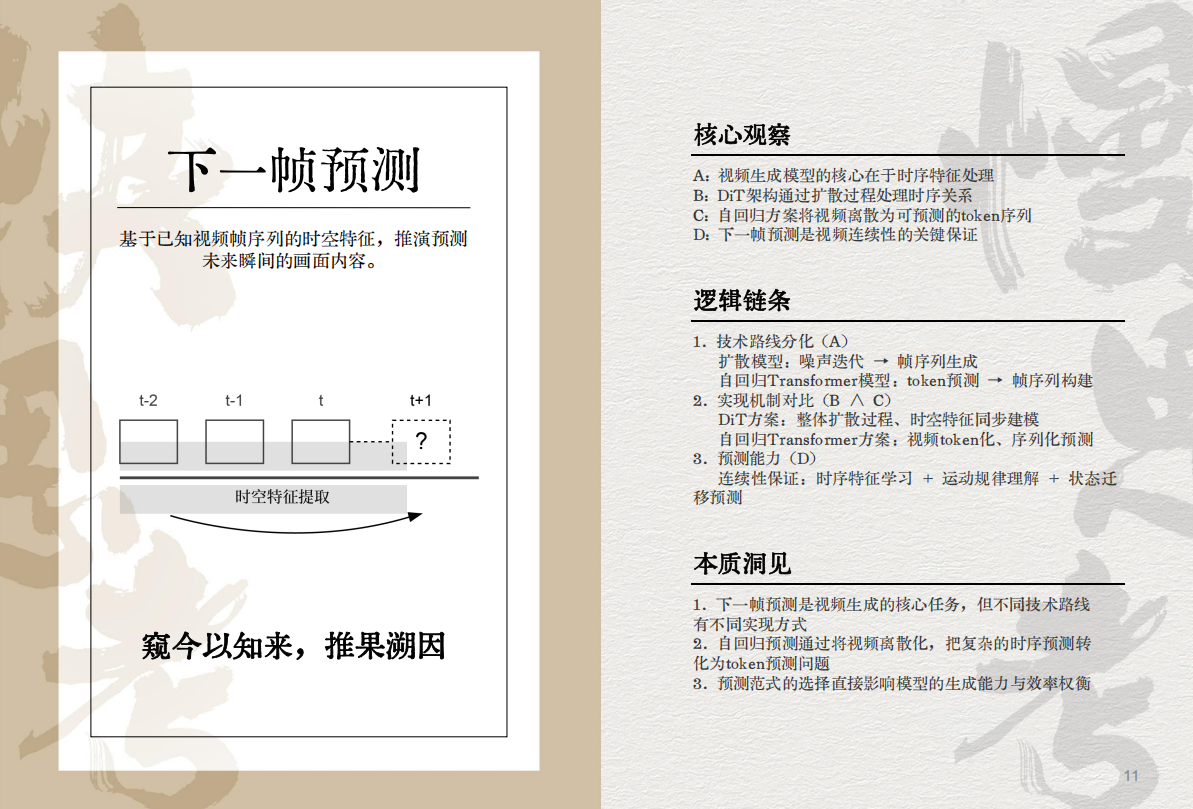 下一帧预测
基于已知视频帧序列的时空特征，推演预测
未来瞬间的画面内容。
t-2
t-1
t
t+1
?
时空特征提取
窥今以知来，推果溯因
核心观察
A：视频生成模型的核心在于时序特征处理
B：DiT架构通过扩散过程处理时序关系
C：自回归方案将视频离散为可预测的token序列
D：下一帧预测是视频连续性的关键保证
逻辑链条
1．技术路线分化（A）
扩散模型：噪声迭代 → 帧序列生成
自回归Transformer模型：token预测 → 帧序列构建
2．实现机制对比（B ∧ C）
DiT方案：整体扩散过程、时空特征同步建模
自回归Transformer方案：视频token化、序列化预测
3．预测能力（D）
连续性保证：时序特征学习 + 运动规律理解 + 状态迁
移预测
本质洞见
1．下一帧预测是视频生成的核心任务，但不同技术路线
有不同实现方式
2．自回归预测通过将视频离散化，把复杂的时序预测转
化为token预测问题
3．预测范式的选择直接影响模型的生成能力与效率权衡
慢思考
11